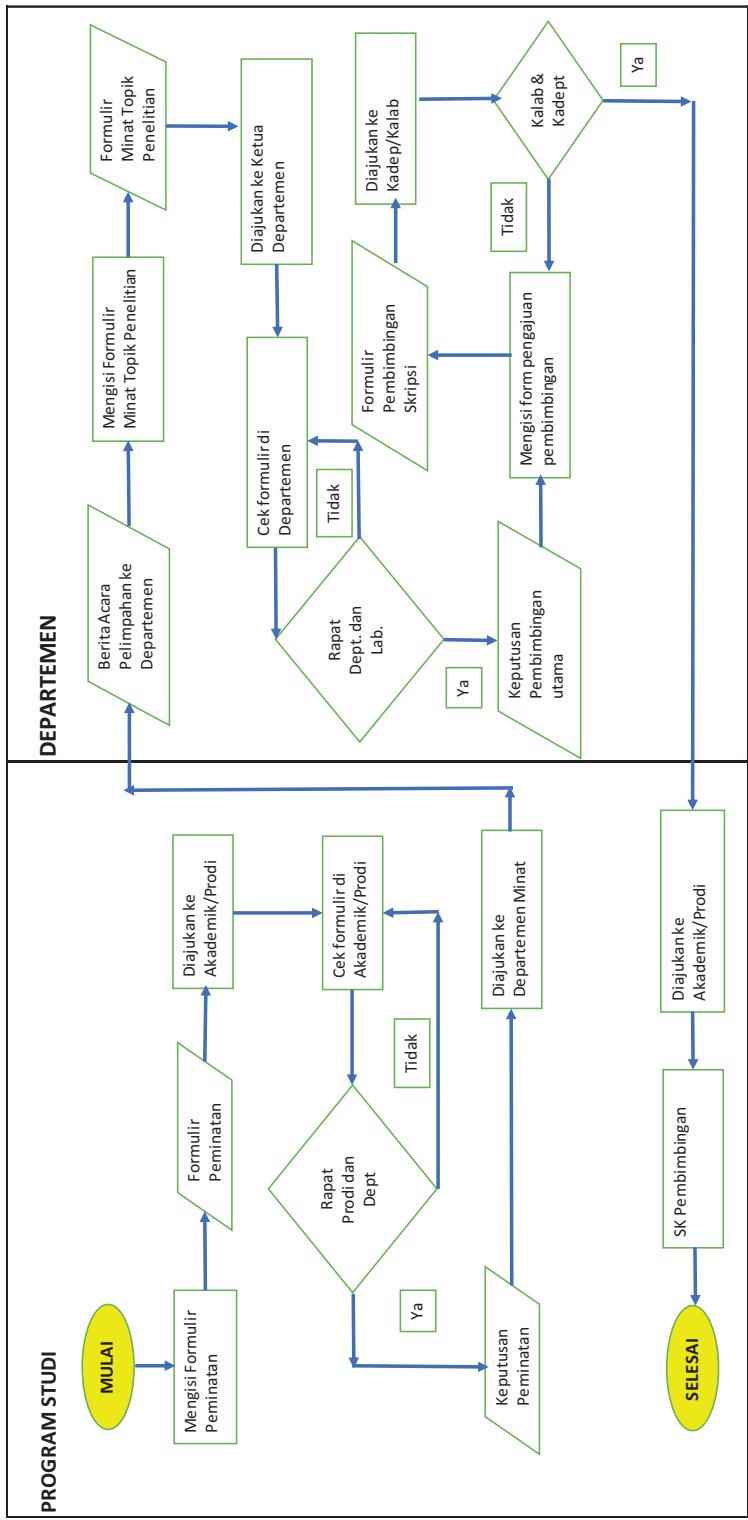 PROGRAM STUDI
MULAI
Mengisi Formulir
Peminatan
Formulir
Peminatan
Diajukan ke
Akademik/Prodi
Cek formulir di
Akademik/Prodi
Rapat
Prodi dan
Dept
Tidak
Ya
Keputusan
Peminatan
Diajukan ke
Departemen Minat
DEPARTEMEN
Berita Acara
Pelimpahan ke
Departemen
Mengisi Formulir
Minat Topik Penelitian
Formulir
Minat Topik
Penelitian
Diajukan ke Ketua
Departemen
Cek formulir di
Departemen
Rapat
Dept. dan
Lab.
Tidak
Ya
Keputusan
Pembimbingan
utama
Mengisi form pengajuan
pembimbingan
Formulir
Pembimbingan
Skripsi
Diajukan ke
Kadep/Kalab
Kalab &
Kadept
Tidak
Ya
Diajukan ke
Akademik/Prodi
SK Pembimbingan
SELESAI